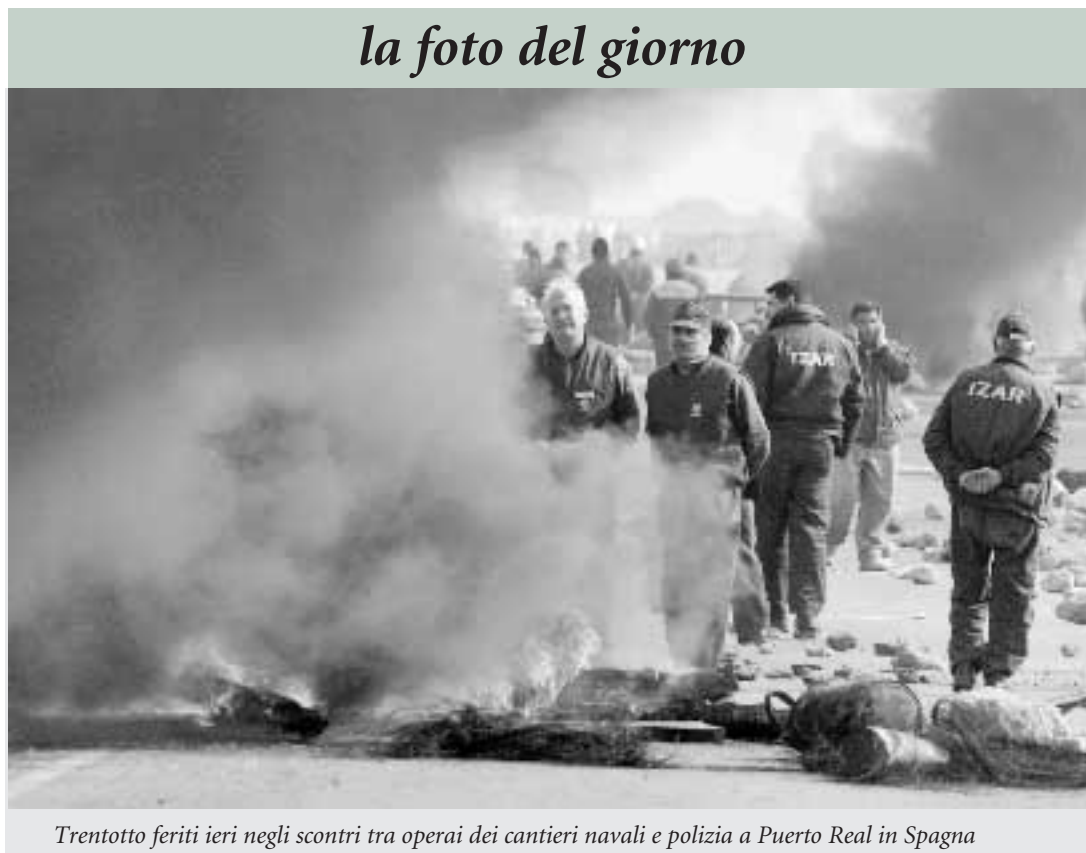 la foto del giorno
IZAR
IZAR
Trentotto feriti ieri negli scontri tra operai dei cantieri navali e polizia a Puerto Real in Spagna